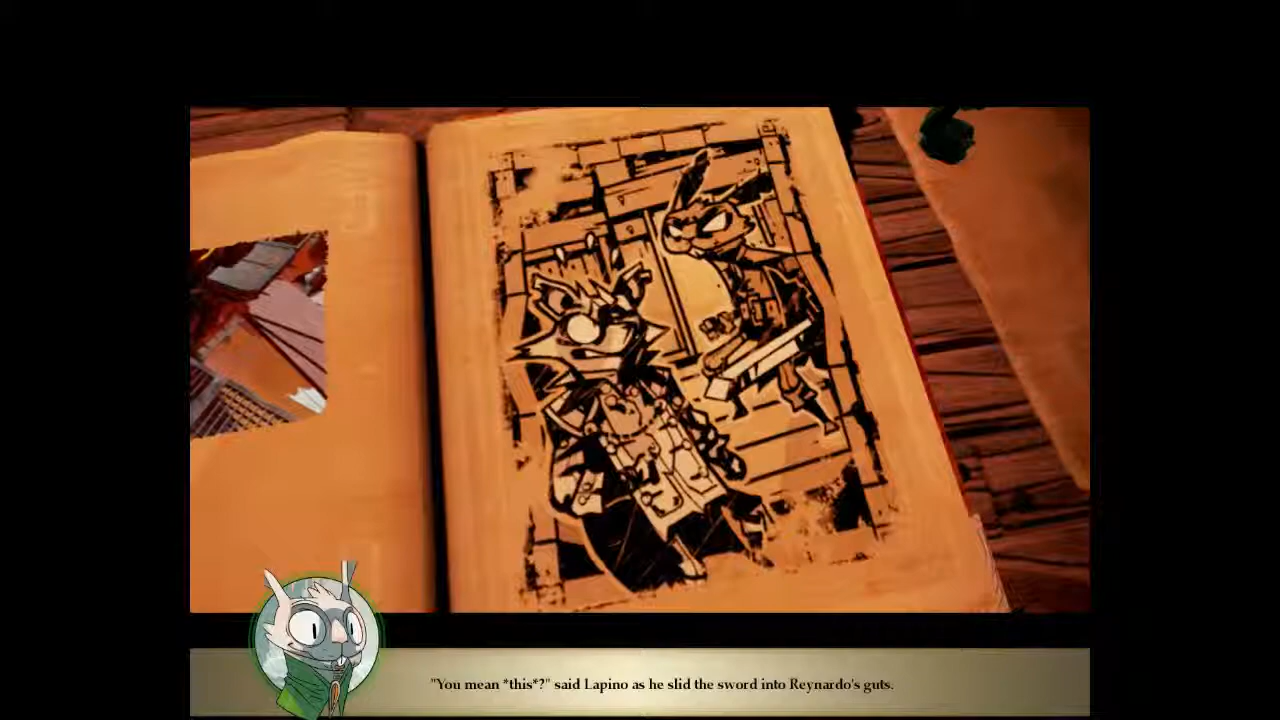 "You mean *this*?" said Lapino as he slid the sword into Reynardo's guts.